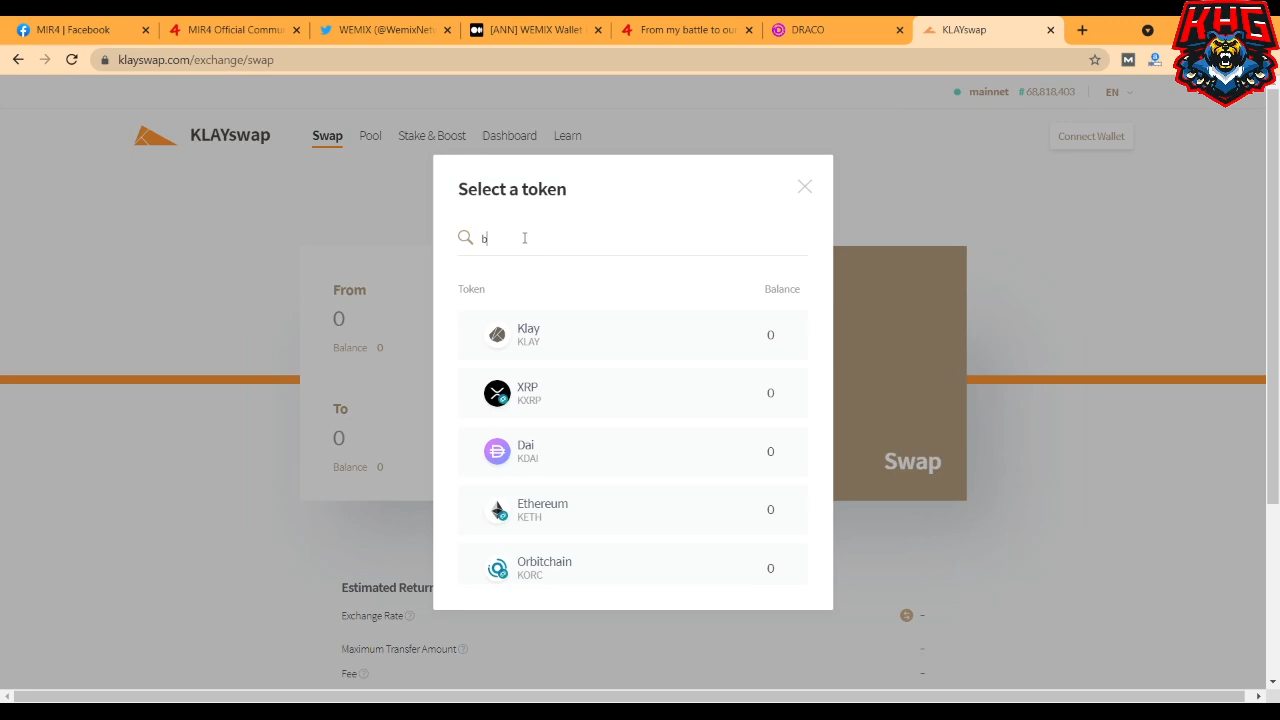 MIR4 | Facebook
MIR4 Official Commu
WEMIX (@WemixNet
[ANN] WEMIX Wallet
From my battle to our
DRACO
KLAYswap
KHG
klayswap.com/exchange/swap
mainnet # 68,818,403 EN
KLAYswap
Swap Pool Stake & Boost Dashboard Learn
Connect Wallet
Select a token
b
Token Balance
Klay
KLAY
0
XRP
KXRP
0
Dai
KDAI
0
Ethereum
KETH
0
Orbitchain
KORC
0
From
0
Balance 0
To
0
Balance 0
Swap
Estimated Retur
Exchange Rate ? -
Maximum Transfer Amount ? -
Fee ? -